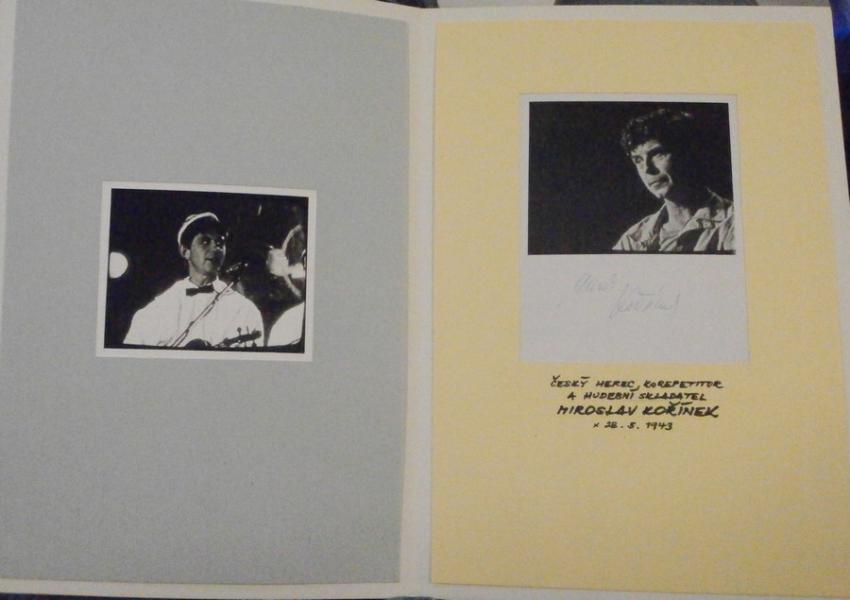 ČESKÝ HEREC, KOREPETITOR
A HUDEBNÍ SKLADATEL
MIROSLAV KOŘÍNEK
× 28. 5. 1943